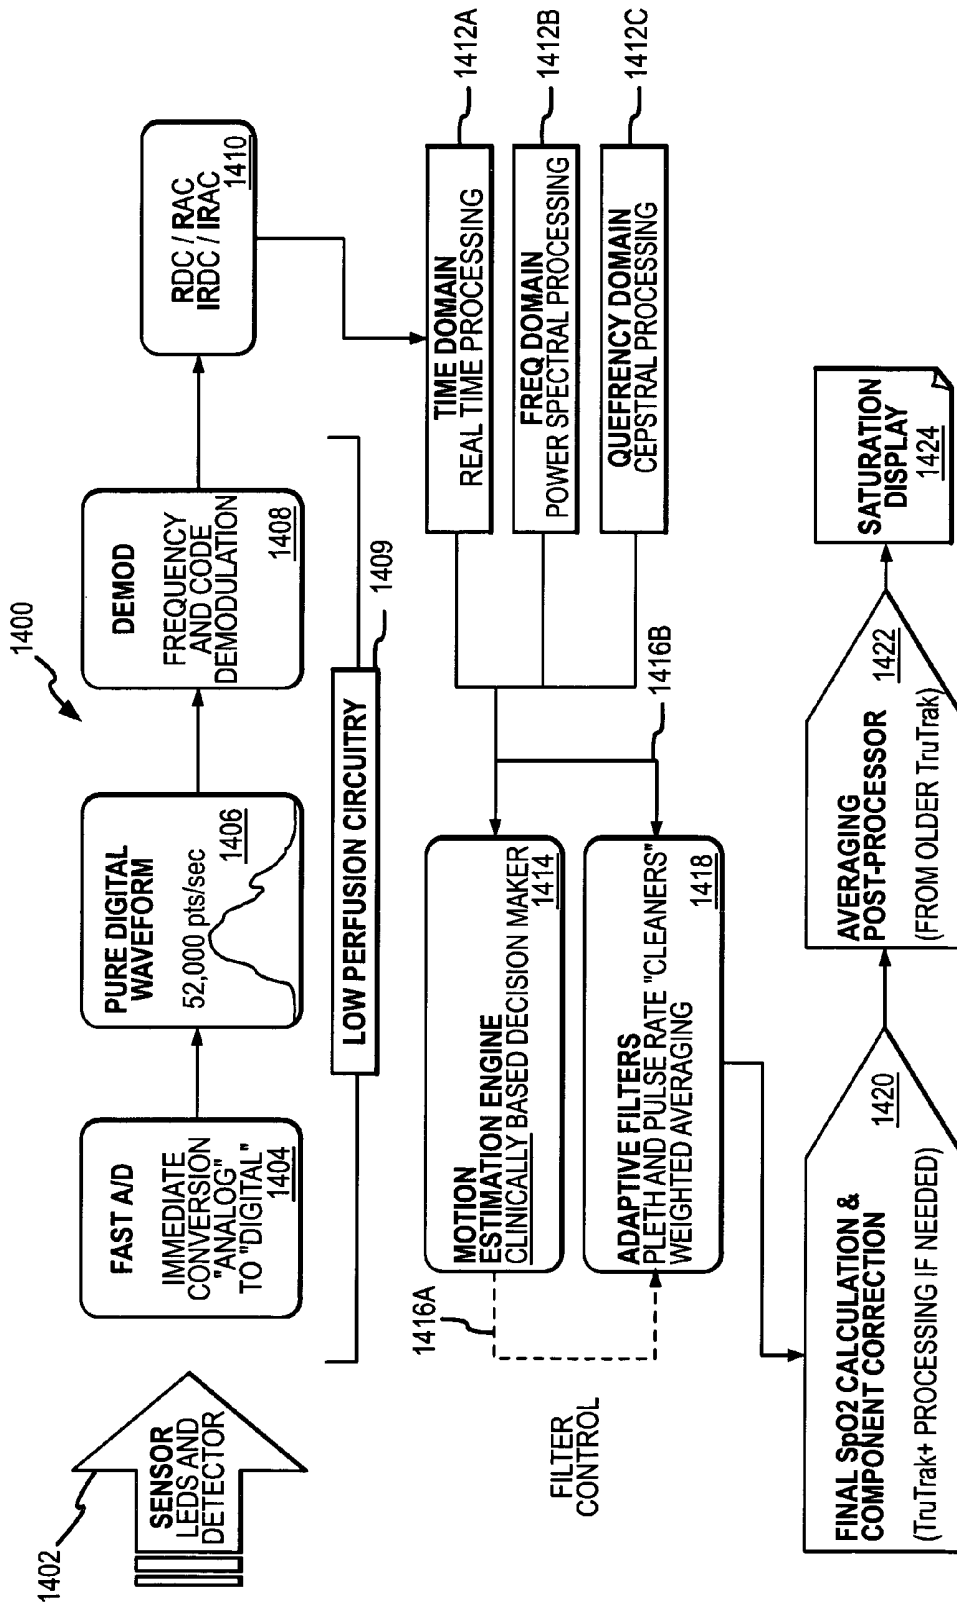 1400
1402
SENSOR
LEDS AND
DETECTOR
FAST A/D
IMMEDIATE
CONVERSION
"ANALOG"
TO "DIGITAL"
1404
PURE DIGITAL
WAVEFORM
52,000 pts/sec
1406
DEMOD
FREQUENCY
AND CODE
DEMODULATION
1408
RDC / RAC
IRDC / IRAC
1410
LOW PERFUSION CIRCUITRY
1409
TIME DOMAIN
REAL TIME PROCESSING
1412A
FREQ DOMAIN
POWER SPECTRAL PROCESSING
1412B
QUEFRENCY DOMAIN
CEPSTRAL PROCESSING
1412C
1416A
MOTION
ESTIMATION ENGINE
CLINICALLY BASED DECISION MAKER
1414
1416B
FILTER
CONTROL
ADAPTIVE FILTERS
PLETH AND PULSE RATE "CLEANERS"
WEIGHTED AVERAGING
1418
FINAL SpO2 CALCULATION &
COMPONENT CORRECTION
(TruTrak+ PROCESSING IF NEEDED)
1420
AVERAGING
POST-PROCESSOR
(FROM OLDER TruTrak)
1422
SATURATION
DISPLAY
1424